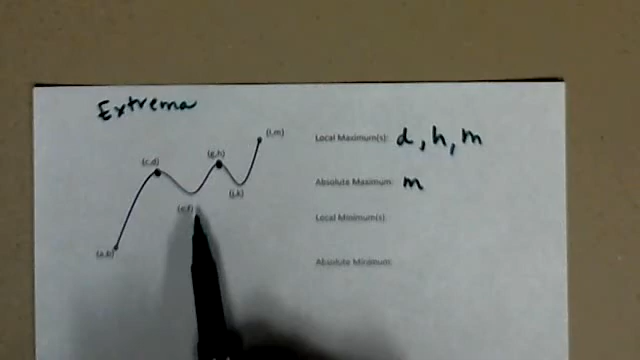 Extrema
(l,m)
Local Maximum(s): d, h, m
(g,h)
(c,d)
Absolute Maximum: m
(j,k)
(e,f)
Local Minimum(s):
(a,b)
Absolute Minimum: